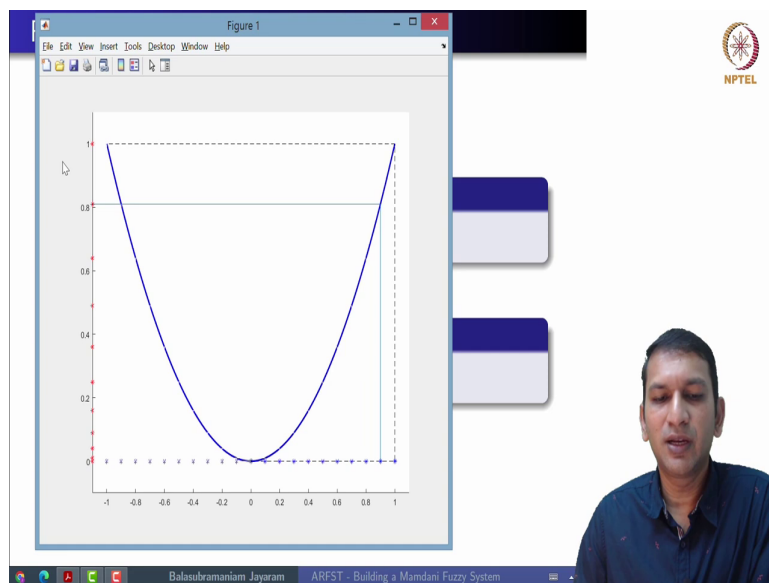 Figure 1
File Edit View Insert Tools Desktop Window Help
NPTEL
1
0.8
0.6
0.4
0.2
0
-1 -0.8 -0.6 -0.4 -0.2 0 0.2 0.4 0.6 0.8 1
Balasubramaniam Jayaram ARFST - Building a Mamdani Fuzzy System